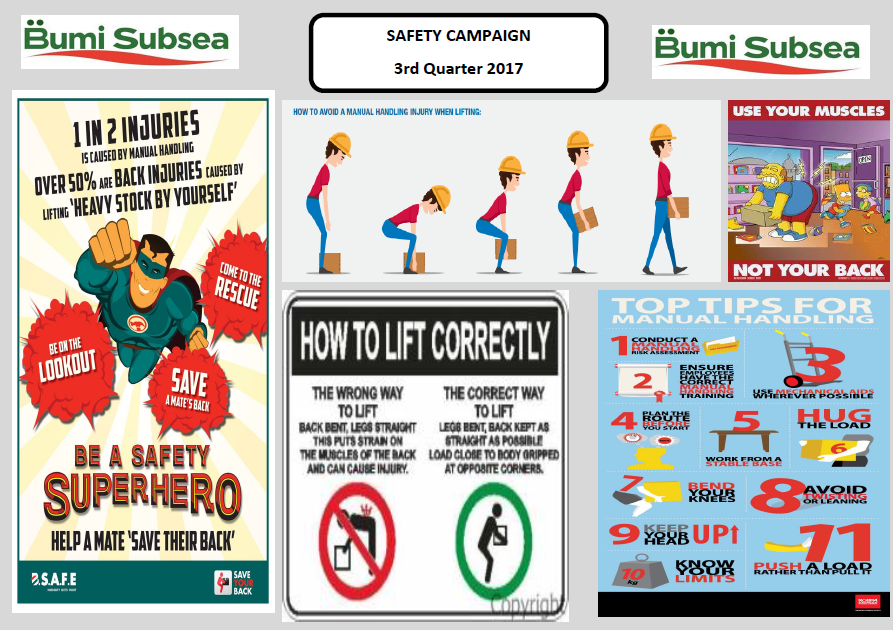 Bumi Subsea
SAFETY CAMPAIGN
3rd Quarter 2017
Bumi Subsea
1 IN 2 INJURIES
IS CAUSED BY MANUAL HANDLING
OVER 50% ARE BACK INJURIES CAUSED BY
LIFTING 'HEAVY STOCK BY YOURSELF'
COME TO THE
RESCUE
BE ON THE
LOOKOUT
SAVE
A MATE'S BACK
BE A SAFETY
SUPERHERO
HELP A MATE 'SAVE THEIR BACK'
B.S.A.F.E
SAVE
YOUR
BACK
HOW TO AVOID A MANUAL HANDLING INJURY WHEN LIFTING:
USE YOUR MUSCLES
OPEN
NOT YOUR BACK
HOW TO LIFT CORRECTLY
THE WRONG WAY
TO LIFT
BACK BENT, LEGS STRAIGHT
THIS PUTS STRAIN ON
THE MUSCLES OF THE BACK
AND CAN CAUSE INJURY.
THE CORRECT WAY
TO LIFT
LEGS BENT, BACK KEPT AS
STRAIGHT AS POSSIBLE
LOAD CLOSE TO BODY GRIPPED
AT OPPOSITE CORNERS.
Copyright
TOP TIPS FOR
MANUAL HANDLING
1 CONDUCT A
MANUAL
HANDLING
RISK ASSESSMENT
2 ENSURE
EMPLOYEES
HAVE THE
CORRECT
MANUAL
HANDLING
TRAINING
3
USE MECHANICAL AIDS
WHEREVER POSSIBLE
4 PLAN THE
ROUTE
BEFORE
YOU START
5
WORK FROM A
STABLE BASE
HUG
THE LOAD
6
7 BEND
YOUR
KNEES
8 AVOID
TWISTING
OR LEANING
9 KEEP
YOUR
HEAD UP
10 kg
KNOW
YOUR
LIMITS
11
PUSH A LOAD
RATHER THAN PULL IT